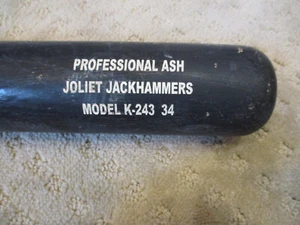 PROFESSIONAL ASH
JOLIET JACKHAMMERS
MODEL K-243 34